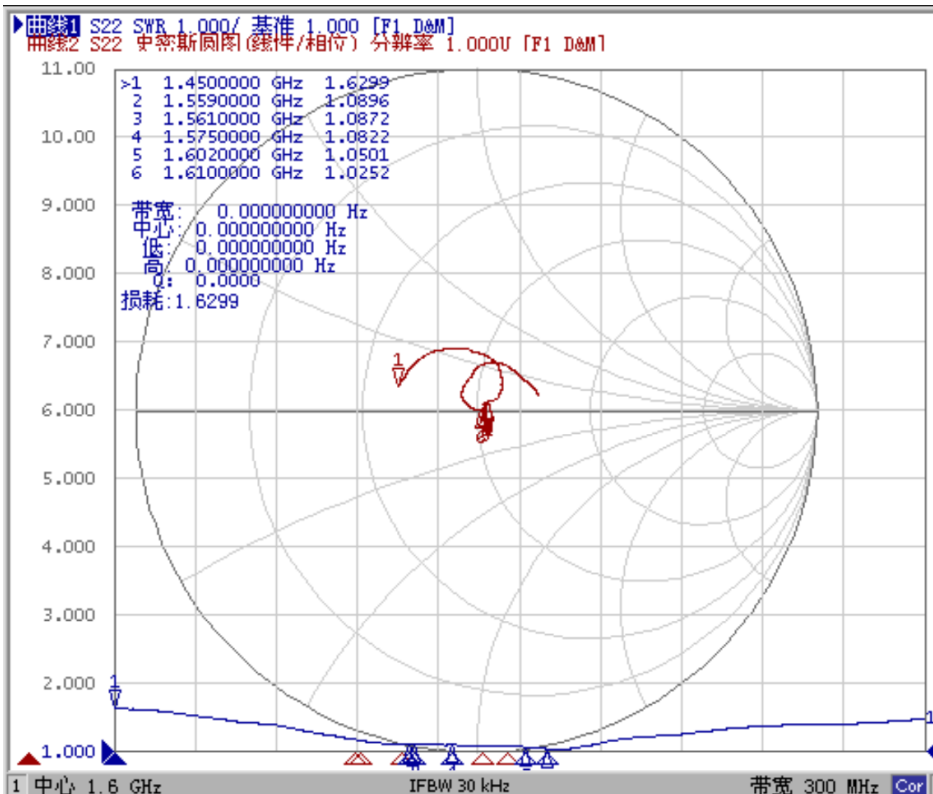 曲线1 S22 SWR 1.000/ 基准 1.000 [F1 D&M]
曲线2 S22 史密斯圆图(线性/相位) 分辨率 1.000U [F1 D&M]
11.00
>1 1.4500000 GHz 1.6299
2 1.5590000 GHz 1.0896
3 1.5610000 GHz 1.0872
10.00
4 1.5750000 GHz 1.0822
5 1.6020000 GHz 1.0501
6 1.6100000 GHz 1.0252
9.000
带宽: 0.000000000 Hz
中心: 0.000000000 Hz
低: 0.000000000 Hz
高: 0.000000000 Hz
8.000
Q: 0.0000
损耗:1.6299
7.000
1
6.000
5.000
4.000
3.000
2.000
1
1
1.000
1 中心 1.6 GHz IFBW 30 kHz 带宽 300 MHz Cor